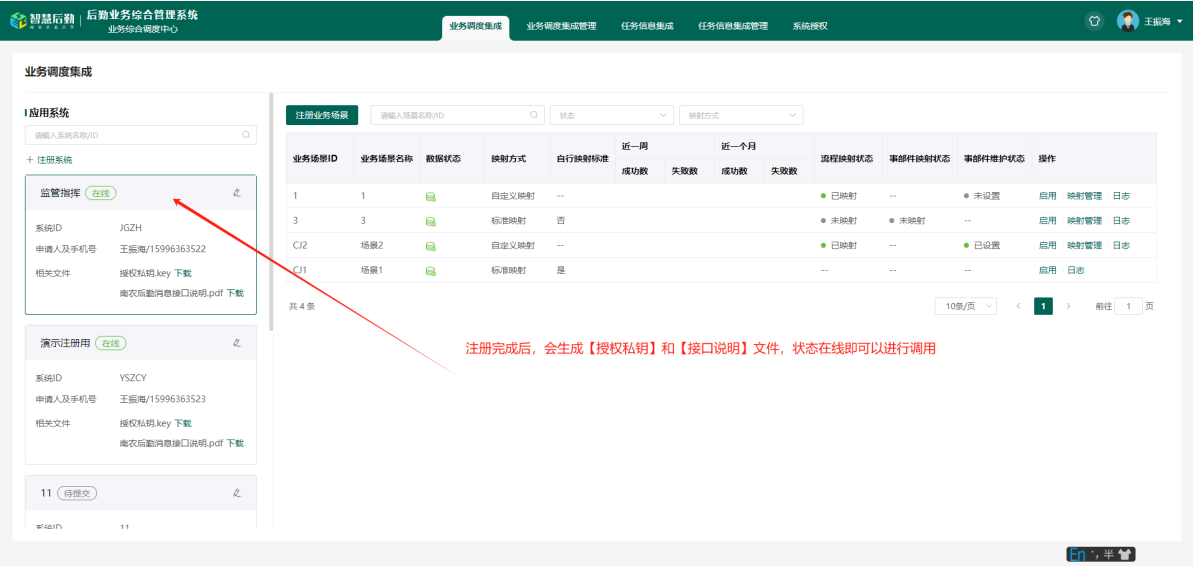 智慧后勤 后勤业务综合管理系统
业务综合调度中心
业务调度集成 业务调度集成管理 任务信息集成 任务信息集成管理 系统授权
王振海
业务调度集成
应用系统
请输入系统名称/ID
+ 注册系统
监管指挥 在线
系统ID JGZH
申请人及手机号 王振海/15996363522
相关文件 授权私钥.key 下载
南农后勤消息接口说明.pdf 下载
演示注册用 在线
系统ID YSZCY
申请人及手机号 王振海/15996363523
相关文件 授权私钥.key 下载
南农后勤消息接口说明.pdf 下载
11 待提交
系统ID 11
注册业务场景 请输入场景名称/ID 状态 映射方式
业务场景ID 业务场景名称 数据状态 映射方式 自行映射标准 近一周 近一个月 流程映射状态 事部件映射状态 事部件维护状态 操作
成功数 失败数 成功数 失败数
1 1 自定义映射 -- 已映射 -- 未设置 启用 映射管理 日志
3 3 标准映射 否 未映射 未映射 -- 启用 映射管理 日志
CJ2 场景2 自定义映射 -- 已映射 -- 已设置 启用 映射管理 日志
CJ1 场景1 标准映射 是 -- -- -- 启用 日志
共 4 条 10条/页 < 1 > 前往 1 页
注册完成后，会生成【授权私钥】和【接口说明】文件，状态在线即可以进行调用
En ·, 半